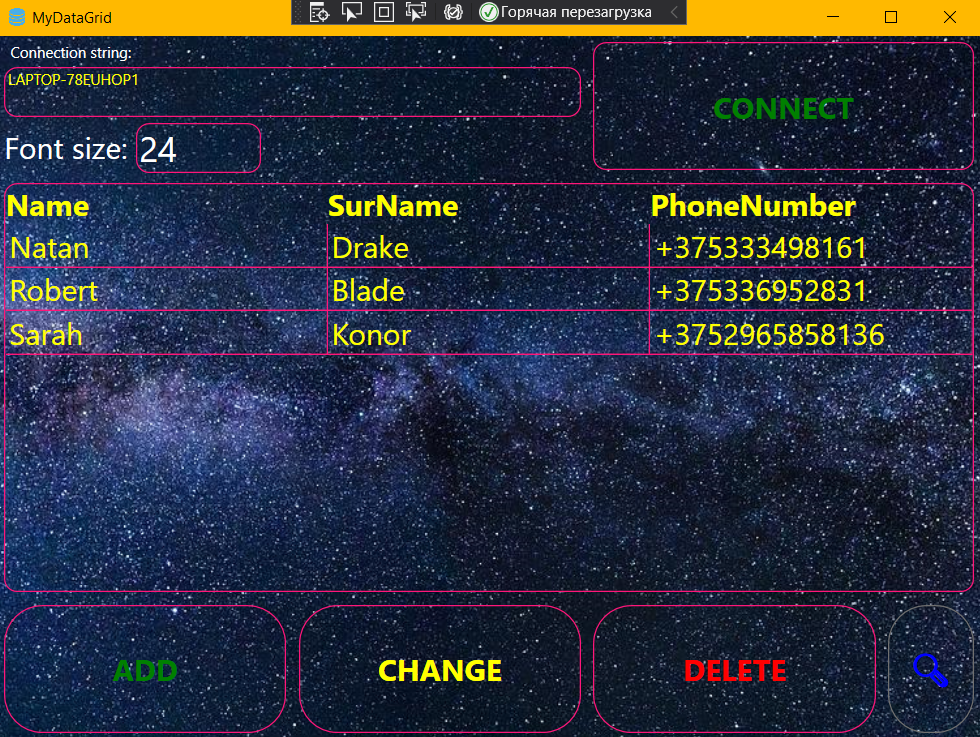 MyDataGrid
Горячая перезагрузка
Connection string:
LAPTOP-78EUHOP1
CONNECT
Font size: 24
Name SurName PhoneNumber
Natan Drake +375333498161
Robert Blade +375336952831
Sarah Konor +3752965858136
ADD CHANGE DELETE